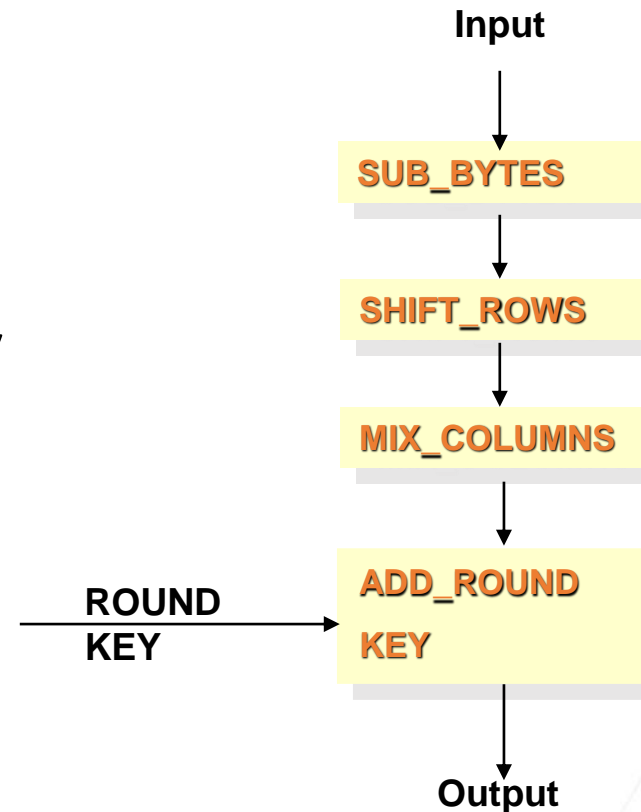 Input
SUB_BYTES
SHIFT_ROWS
MIX_COLUMNS
ADD_ROUND
KEY
ROUND
KEY
Output